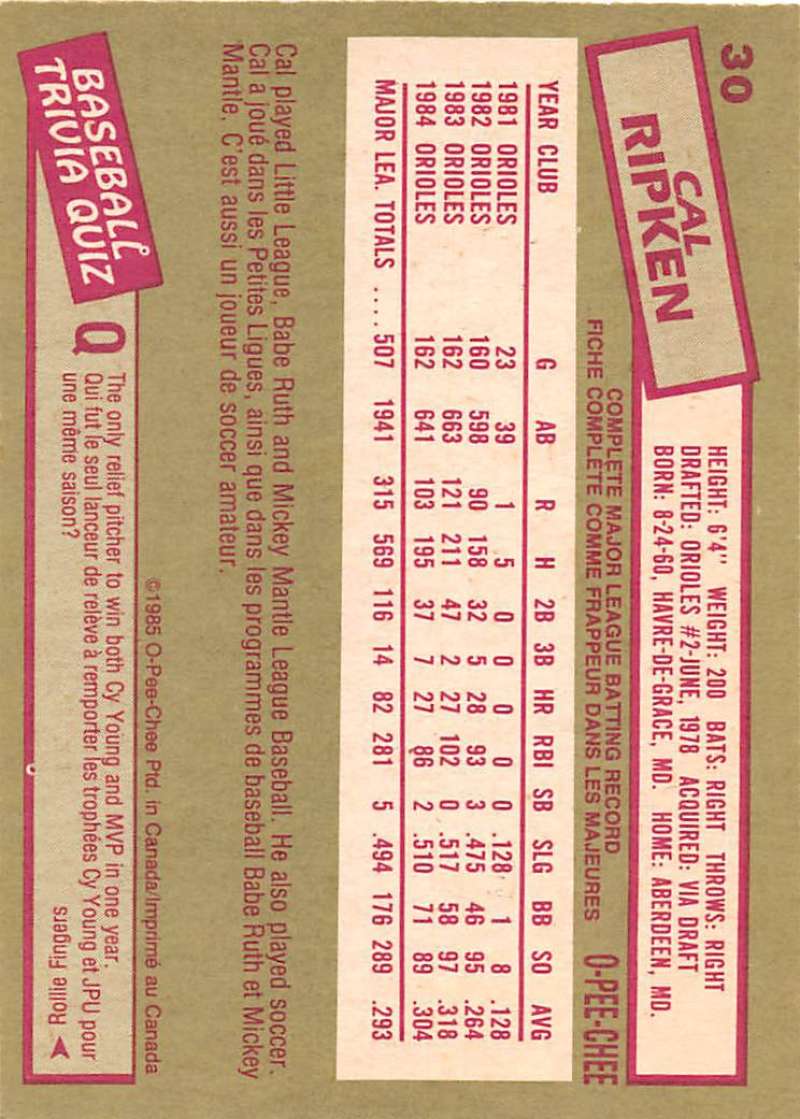 30
CAL
RIPKEN
HEIGHT: 6'4" WEIGHT: 200 BATS: RIGHT THROWS: RIGHT
DRAFTED: ORIOLES #2-JUNE, 1978 ACQUIRED: VIA DRAFT
BORN: 8-24-60, HAVRE-DE-GRACE, MD. HOME: ABERDEEN, MD.
COMPLETE MAJOR LEAGUE BATTING RECORD
FICHE COMPLÈTE COMME FRAPPEUR DANS LES MAJEURES
O-PEE-CHEE
YEAR CLUB G AB R H 2B 3B HR RBI SB SLG BB SO AVG
1981 ORIOLES 23 39 1 5 0 0 0 0 0 .128 1 8 .128
1982 ORIOLES 160 598 90 158 32 5 28 93 3 .475 46 95 .264
1983 ORIOLES 162 663 121 211 47 2 27 102 0 .517 58 97 .318
1984 ORIOLES 162 641 103 195 37 7 27 86 2 .510 71 89 .304
MAJOR LEA. TOTALS .... 507 1941 315 569 116 14 82 281 5 .494 176 289 .293
Cal played Little League, Babe Ruth and Mickey Mantle League Baseball. He also played soccer.
Cal a joué dans les Petites Ligues, ainsi que dans les programmes de baseball Babe Ruth et Mickey
Mantle. C'est aussi un joueur de soccer amateur.
©1985 O-Pee-Chee Ptd. in Canada/Imprimé au Canada
BASEBALL
TRIVIA QUIZ
Q
The only relief pitcher to win both Cy Young and MVP in one year.
Qui fut le seul lanceur de relève à remporter les trophées Cy Young et JPU pour
une même saison?
Rollie Fingers